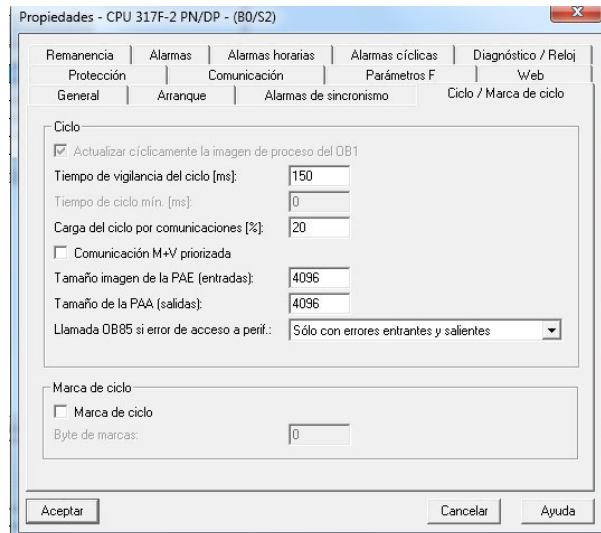 Propiedades - CPU 317F-2 PN/DP - (B0/S2)
Remanencia Alarmas Alarmas horarias Alarmas cíclicas Diagnóstico / Reloj
Protección Comunicación Parámetros F Web
General Arranque Alarmas de sincronismo Ciclo / Marca de ciclo
Ciclo
Actualizar cíclicamente la imagen de proceso del OB1
Tiempo de vigilancia del ciclo [ms]: 150
Tiempo de ciclo mín. [ms]: 0
Carga del ciclo por comunicaciones [%]: 20
Comunicación M+V priorizada
Tamaño imagen de la PAE (entradas): 4096
Tamaño de la PAA (salidas): 4096
Llamada OB85 si error de acceso a perif.: Sólo con errores entrantes y salientes
Marca de ciclo
Marca de ciclo
Byte de marcas: 0
Aceptar Cancelar Ayuda